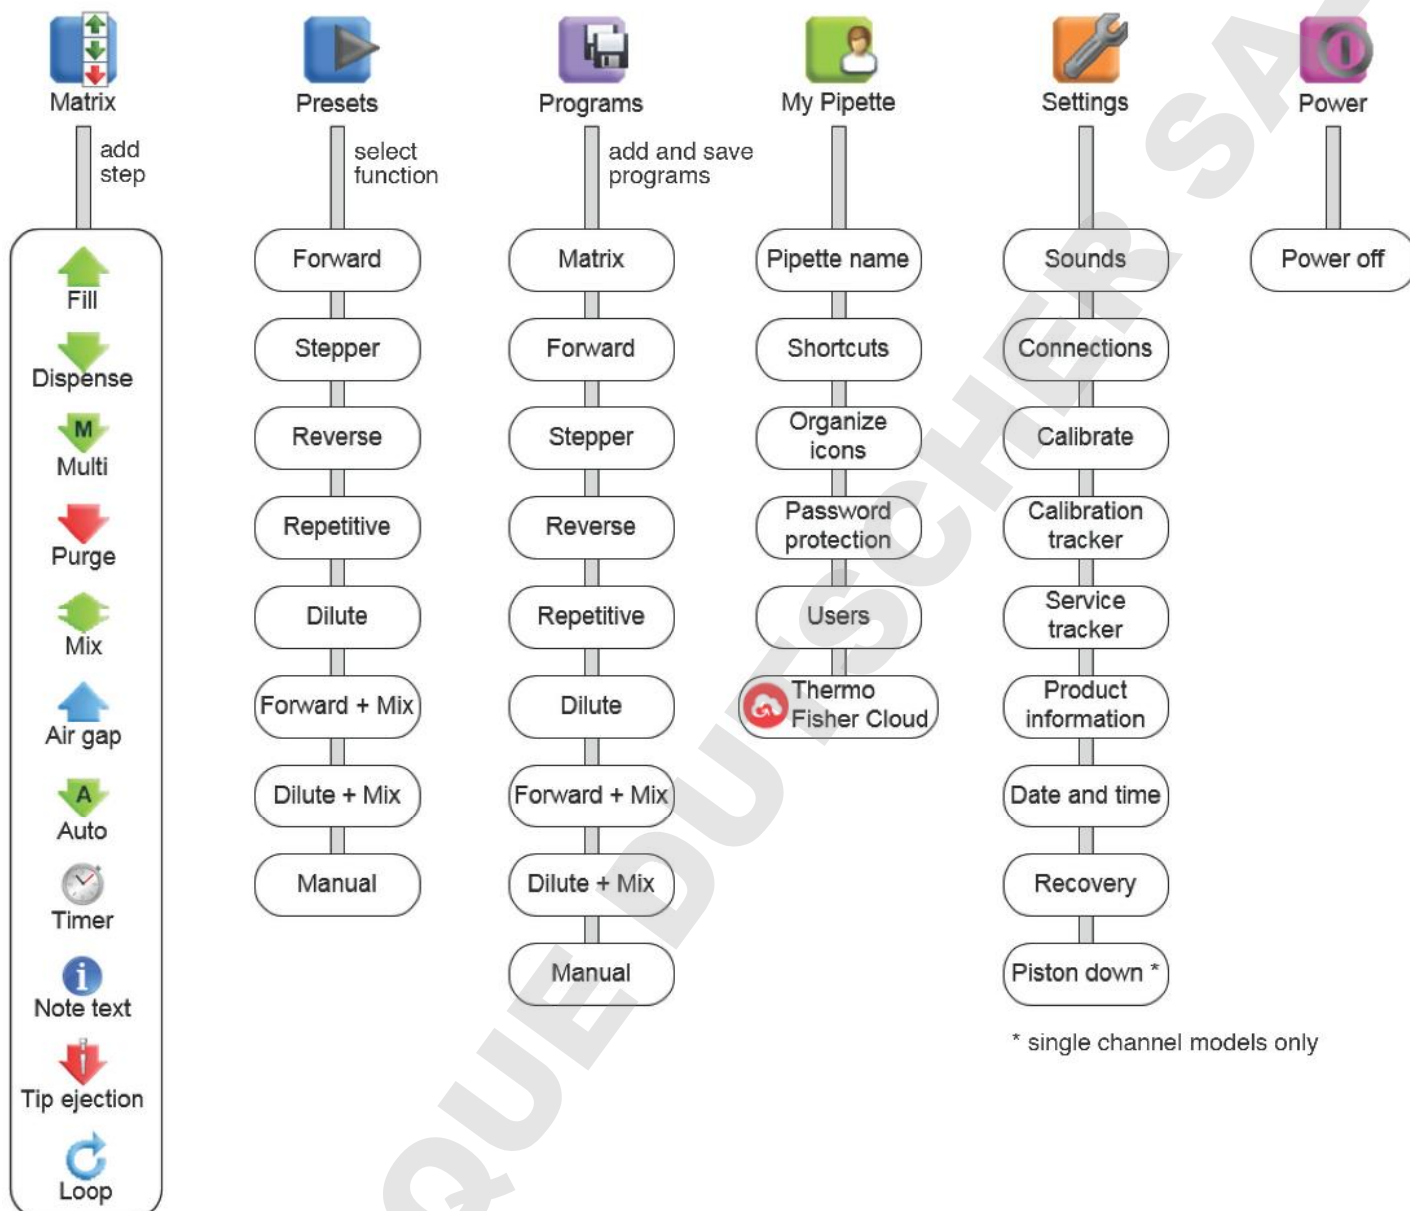 Matrix
add
step
Fill
Dispense
M
Multi
Purge
Mix
Air gap
A
Auto
Timer
i
Note text
Tip ejection
Loop
Presets
select
function
Forward
Stepper
Reverse
Repetitive
Dilute
Forward + Mix
Dilute + Mix
Manual
Programs
add and save
programs
Matrix
Forward
Stepper
Reverse
Repetitive
Dilute
Forward + Mix
Dilute + Mix
Manual
My Pipette
Pipette name
Shortcuts
Organize
icons
Password
protection
Users
Thermo
Fisher Cloud
Settings
Sounds
Connections
Calibrate
Calibration
tracker
Service
tracker
Product
information
Date and time
Recovery
Piston down *
* single channel models only
Power
Power off
QUE DUTSCHER SA